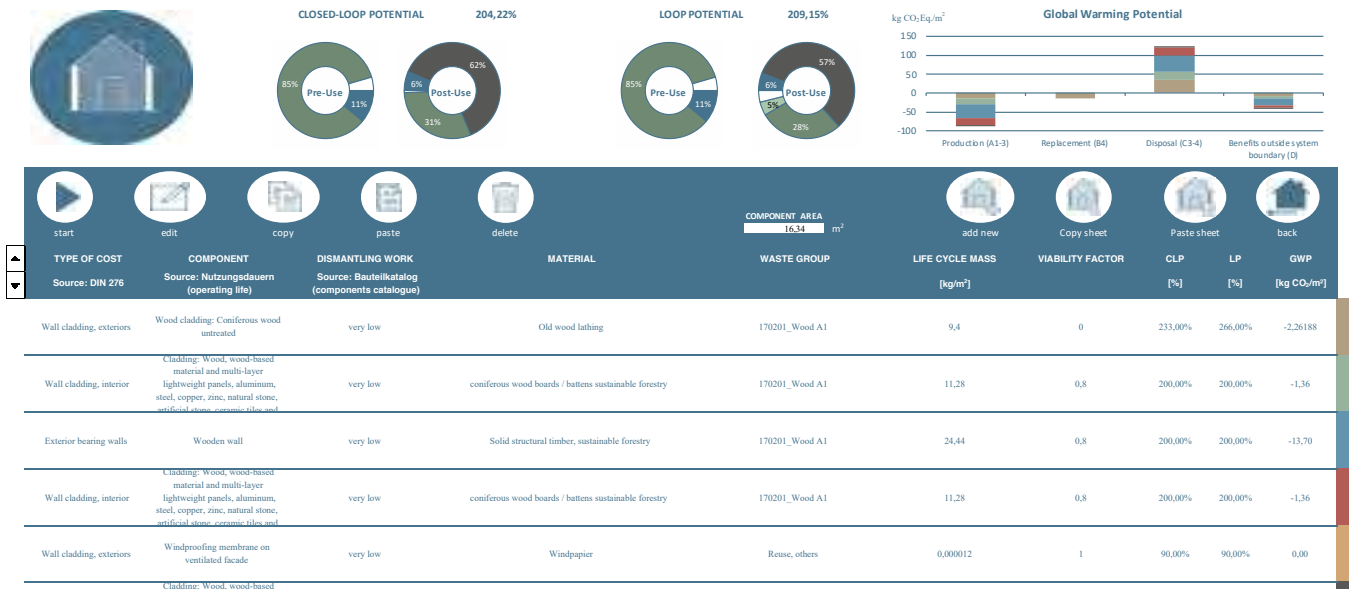 CLOSED-LOOP POTENTIAL 204,22%
LOOP POTENTIAL 209,15%
kg CO₂Eq./m² Global Warming Potential
85% 11% Pre-Use
62% 6% 31% Post-Use
85% 11% Pre-Use
57% 6% 5% 28% Post-Use
150
100
50
0
-50
-100
Production (A1-3) Replacement (B4) Disposal (C3-4) Benefits outside system
boundary (D)
COMPONENT AREA
16,34 m²
start edit copy paste delete add new Copy sheet Paste sheet back
TYPE OF COST COMPONENT DISMANTLING WORK MATERIAL WASTE GROUP LIFE CYCLE MASS VIABILITY FACTOR CLP LP GWP
Source: DIN 276 Source: Nutzungsdauern Source: Bauteilkatalog [kg/m²] [%] [%] [kg CO₂/m²]
(operating life) (components catalogue)
Wood cladding: Coniferous wood
Wall cladding, exteriors very low Old wood lathing 170201_Wood A1 9,4 0 233,00% 266,00% -2,26188
untreated
Cladding: Wood, wood-based
material and multi-layer
Wall cladding, interior lightweight panels, aluminum, very low coniferous wood boards / battens sustainable forestry 170201_Wood A1 11,28 0,8 200,00% 200,00% -1,36
steel, copper, zinc, natural stone,
artificial stone, ceramic tiles and
Exterior bearing walls Wooden wall very low Solid structural timber, sustainable forestry 170201_Wood A1 24,44 0,8 200,00% 200,00% -13,70
Cladding: Wood, wood-based
material and multi-layer
Wall cladding, interior lightweight panels, aluminum, very low coniferous wood boards / battens sustainable forestry 170201_Wood A1 11,28 0,8 200,00% 200,00% -1,36
steel, copper, zinc, natural stone,
artificial stone, ceramic tiles and
Windproofing membrane on
Wall cladding, exteriors very low Windpapier Reuse, others 0,000012 1 90,00% 90,00% 0,00
ventilated facade
Cladding: Wood, wood-based